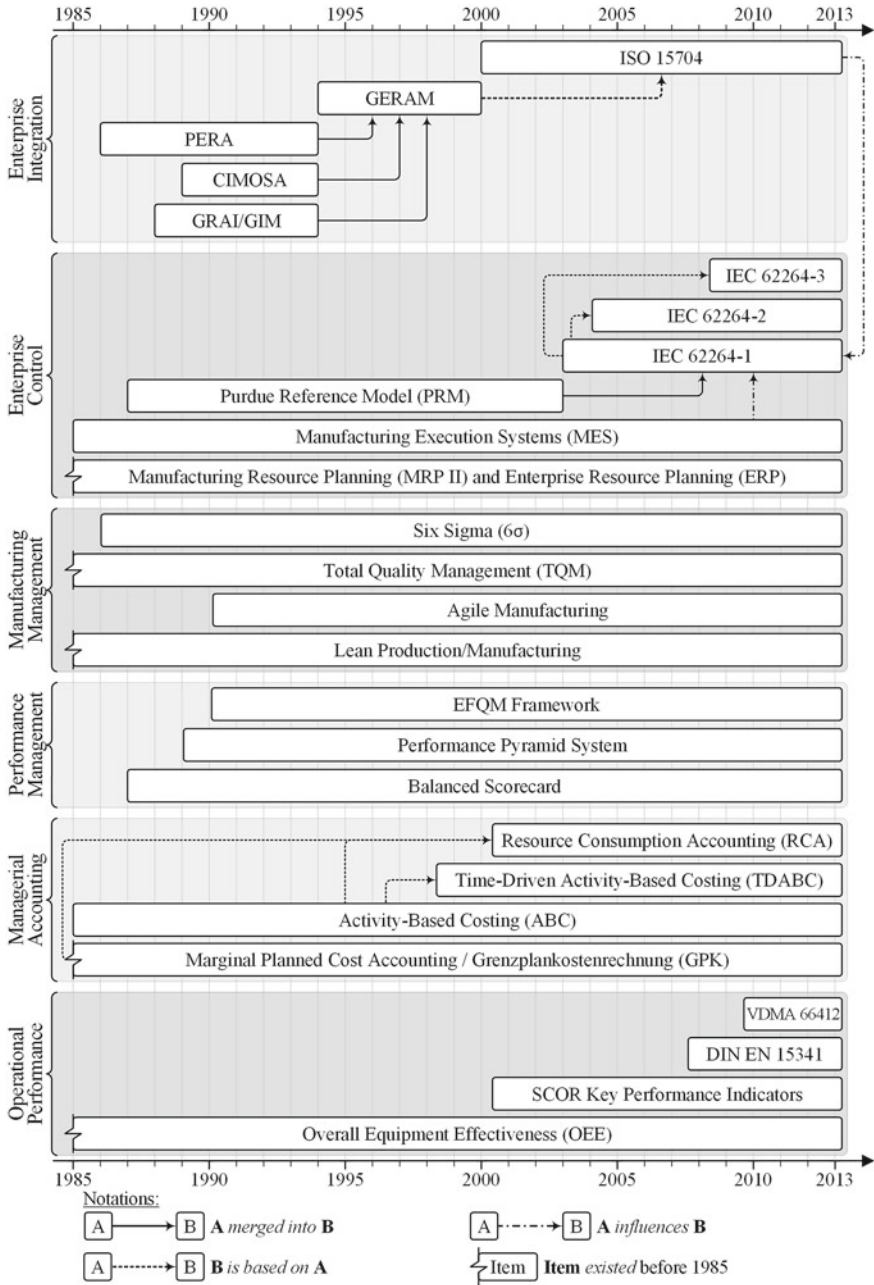 1985 1990 1995 2000 2005 2010 2013
Enterprise
Integration
ISO 15704
GERAM
PERA
CIMOSA
GRAI/GIM
Enterprise
Control
IEC 62264-3
IEC 62264-2
IEC 62264-1
Purdue Reference Model (PRM)
Manufacturing Execution Systems (MES)
Manufacturing Resource Planning (MRP II) and Enterprise Resource Planning (ERP)
Manufacturing
Management
Six Sigma (6σ)
Total Quality Management (TQM)
Agile Manufacturing
Lean Production/Manufacturing
Performance
Management
EFQM Framework
Performance Pyramid System
Balanced Scorecard
Managerial
Accounting
Resource Consumption Accounting (RCA)
Time-Driven Activity-Based Costing (TDABC)
Activity-Based Costing (ABC)
Marginal Planned Cost Accounting / Grenzplankostenrechnung (GPK)
Operational
Performance
VDMA 66412
DIN EN 15341
SCOR Key Performance Indicators
Overall Equipment Effectiveness (OEE)
1985 1990 1995 2000 2005 2010 2013
Notations:
A B A merged into B
A B A influences B
A B B is based on A
Item Item existed before 1985